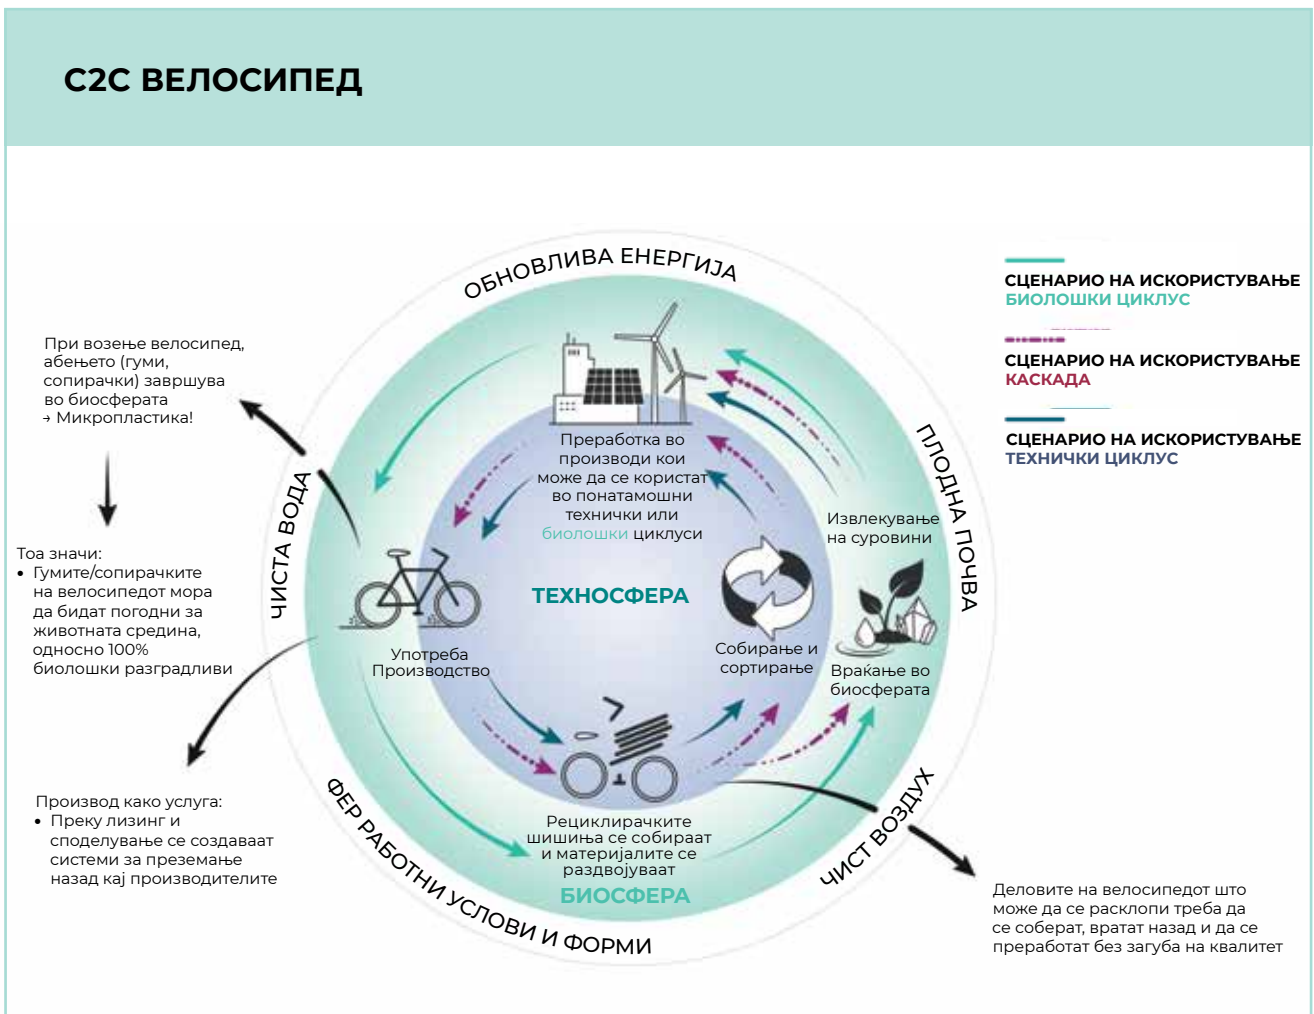 C2C ВЕЛОСИПЕД
ОБНОВЛИВА ЕНЕРГИЈА
СЦЕНАРИО НА ИСКОРИСТУВАЊЕ
БИОЛОШКИ ЦИКЛУС
СЦЕНАРИО НА ИСКОРИСТУВАЊЕ
КАСКАДА
СЦЕНАРИО НА ИСКОРИСТУВАЊЕ
ТЕХНИЧКИ ЦИКЛУС
При возење велосипед,
абењето (гуми,
сопирачки) завршува
во биосферата
→ Микропластика!
Тоа значи:
• Гумите/сопирачките
на велосипедот мора
да бидат погодни за
животната средина,
односно 100%
биолошки разградливи
Производ како услуга:
• Преку лизинг и
споделување се создаваат
системи за преземање
назад кај производителите
ЧИСТА ВОДА
Преработка во
производи кои
може да се користат
во понатамошни
технички или
биолошки циклуси
ТЕХНОСФЕРА
Извлекување
на суровини
ПЛОДНА ПОЧВА
Употреба
Производство
Собирање и
сортирање
Враќање во
биосферата
Рециклирачките
шишиња се собираат
и материјалите се
раздвојуваат
БИОСФЕРА
ФЕР РАБОТНИ УСЛОВИ И ФОРМИ
ЧИСТ ВОЗДУХ
Деловите на велосипедот што
може да се расклопи треба да
се соберат, вратат назад и да се
преработат без загуба на квалитет